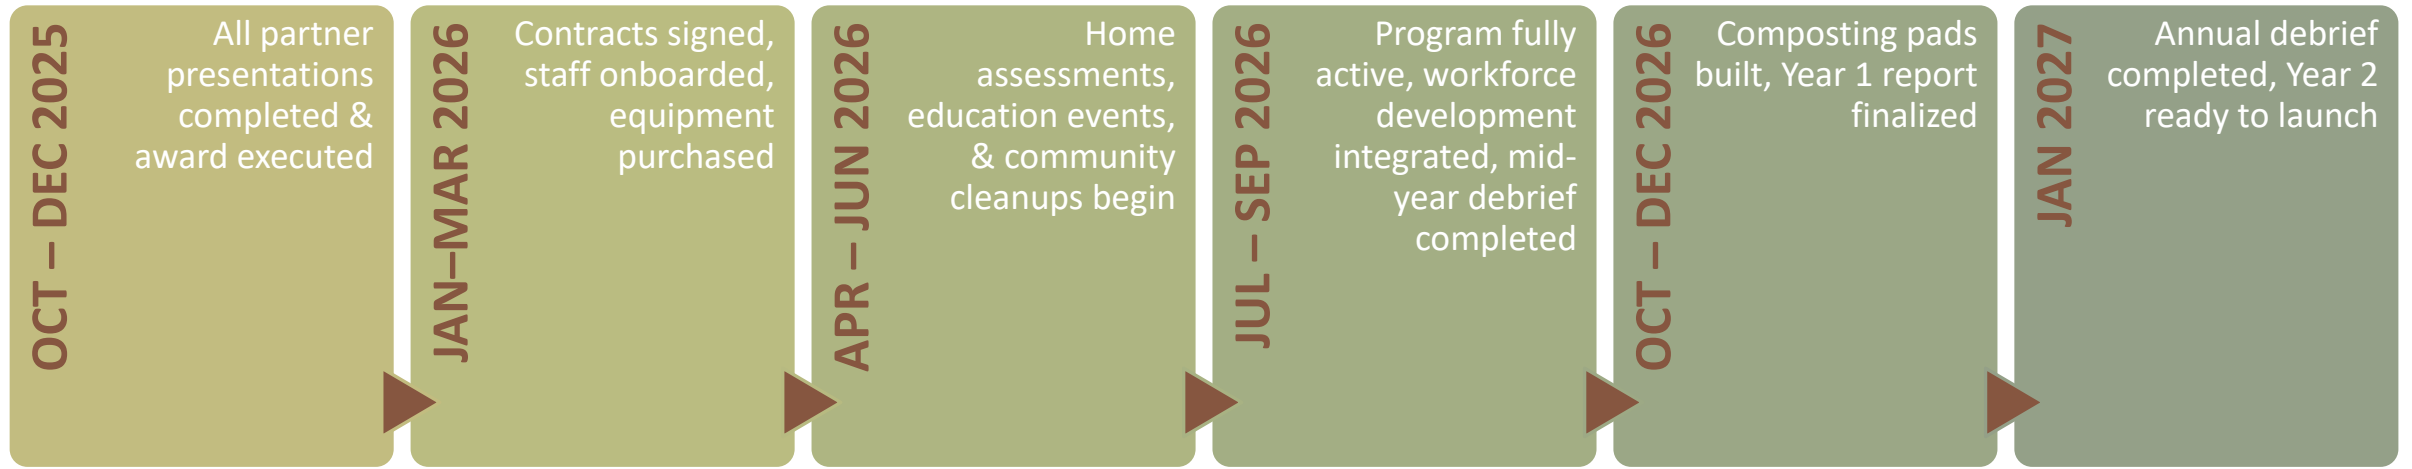 OCT – DEC 2025
All partner
presentations
completed &
award executed
JAN–MAR 2026
Contracts signed,
staff onboarded,
equipment
purchased
APR – JUN 2026
Home
assessments,
education events,
& community
cleanups begin
JUL – SEP 2026
Program fully
active, workforce
development
integrated, mid-
year debrief
completed
OCT – DEC 2026
Composting pads
built, Year 1 report
finalized
JAN 2027
Annual debrief
completed, Year 2
ready to launch